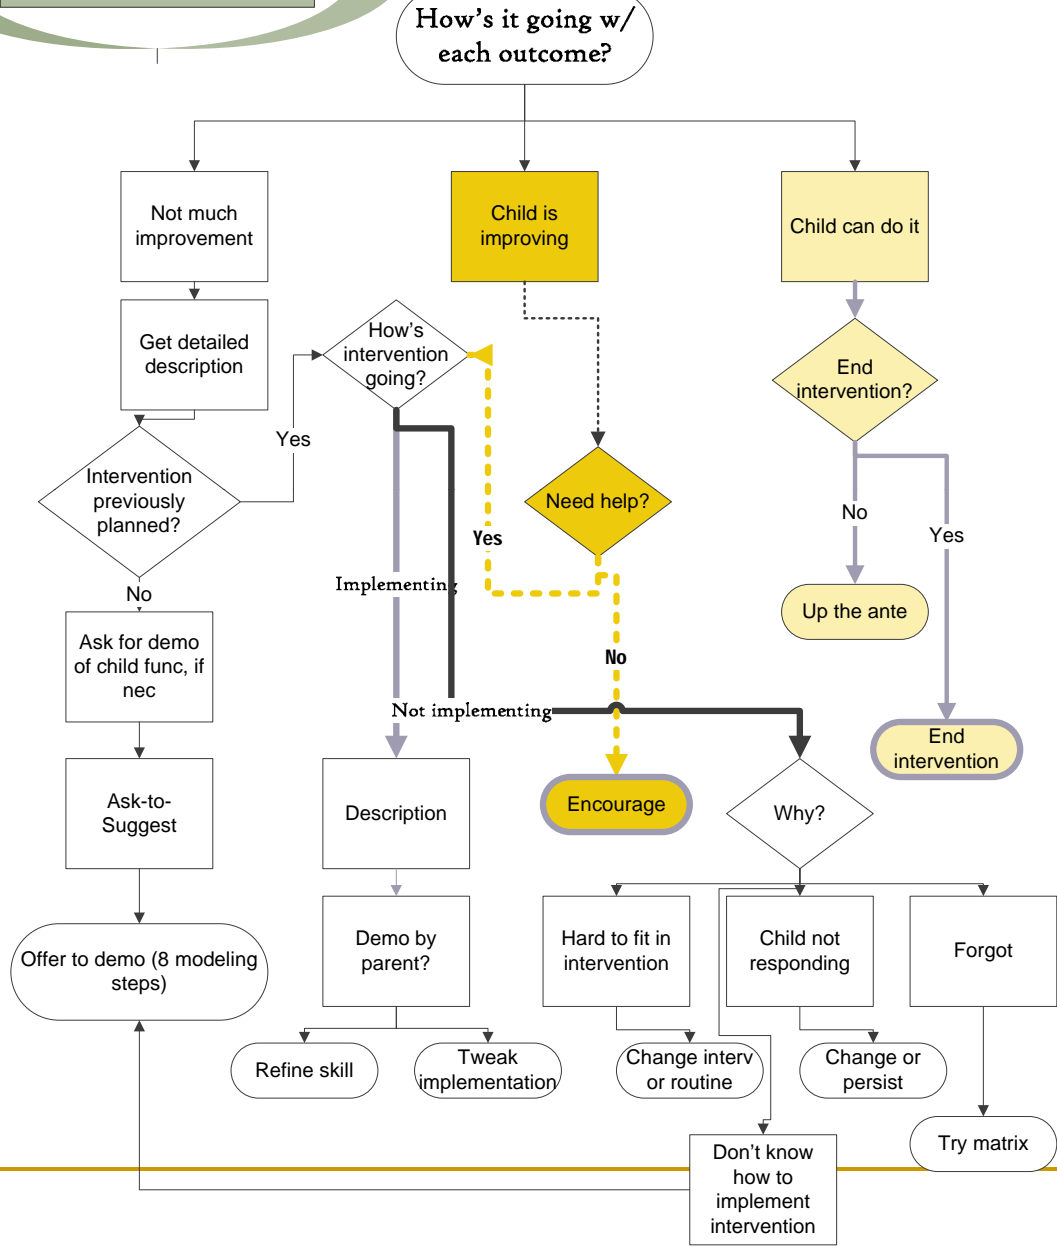 How's it going w/
each outcome?
Not much
improvement
Child is
improving
Child can do it
Get detailed
description
How's
intervention
going?
End
intervention?
Yes
Intervention
previously
planned?
Need help?
No
Yes
Yes
Implementing
No
Up the ante
Ask for demo
of child func, if
nec
No
Not implementing
End
intervention
Ask-to-
Suggest
Description
Encourage
Why?
Offer to demo (8 modeling
steps)
Demo by
parent?
Hard to fit in
intervention
Child not
responding
Forgot
Refine skill
Tweak
implementation
Change interv
or routine
Change or
persist
Try matrix
Don't know
how to
implement
intervention